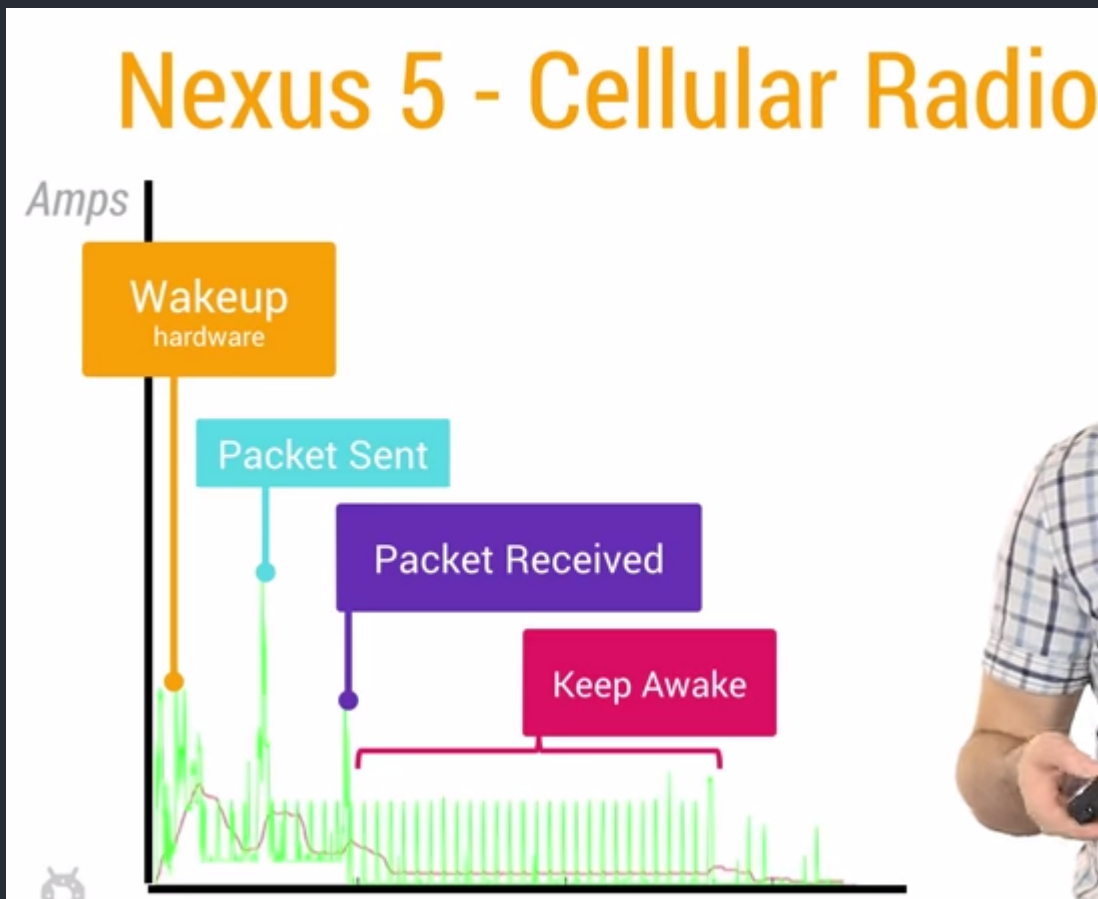 Nexus 5 - Cellular Radio
Amps
Wakeup
hardware
Packet Sent
Packet Received
Keep Awake